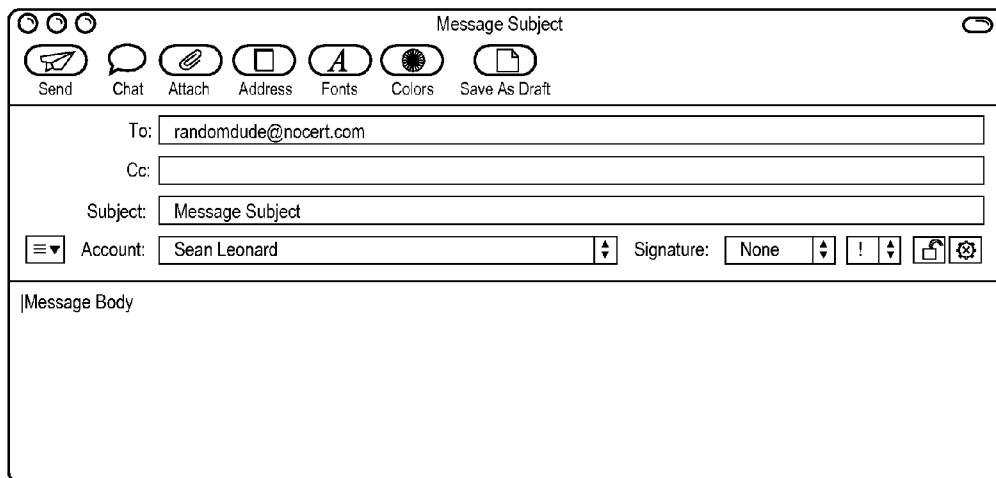 Message Subject
Send Chat Attach Address Fonts Colors Save As Draft
To: randomdude@nocert.com
Cc:
Subject: Message Subject
Account: Sean Leonard Signature: None !
Message Body